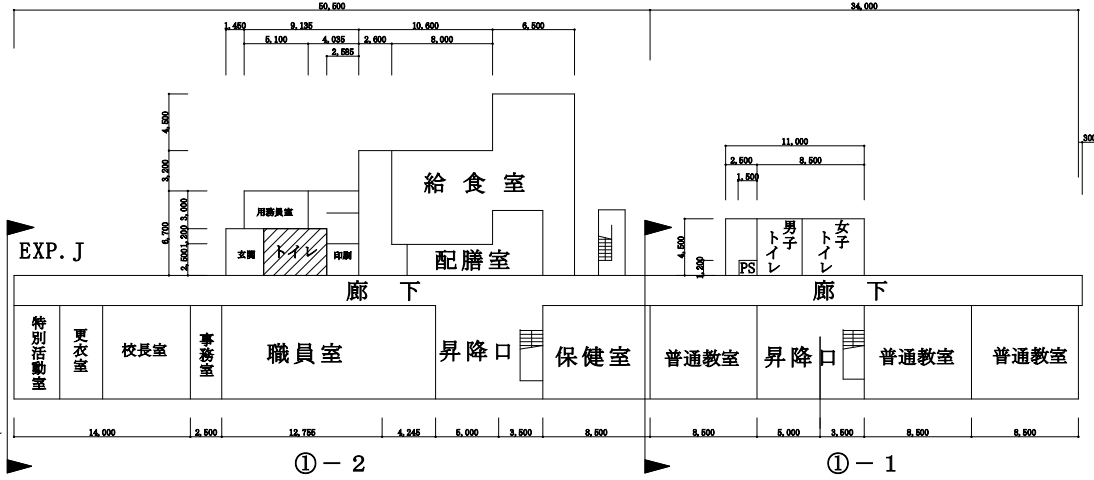 50,500
34,000
1,450
9,135
10,600
6,500
5,100
4,035
2,600
8,000
2,585
300
11,000
2,500
8,500
1,500
4,500
3,200
6,700
3,000
1,200
2,500
4,500
1,200
給食室
用務員室
玄関
トイレ
印刷
配膳室
男子トイレ
女子トイレ
PS
EXP.J
廊下
廊下
特別活動室
更衣室
校長室
事務室
職員室
昇降口
保健室
普通教室
昇降口
普通教室
普通教室
14,000
2,500
12,755
4,245
5,000
3,500
8,500
8,500
5,000
3,500
8,500
8,500
①-2
①-1